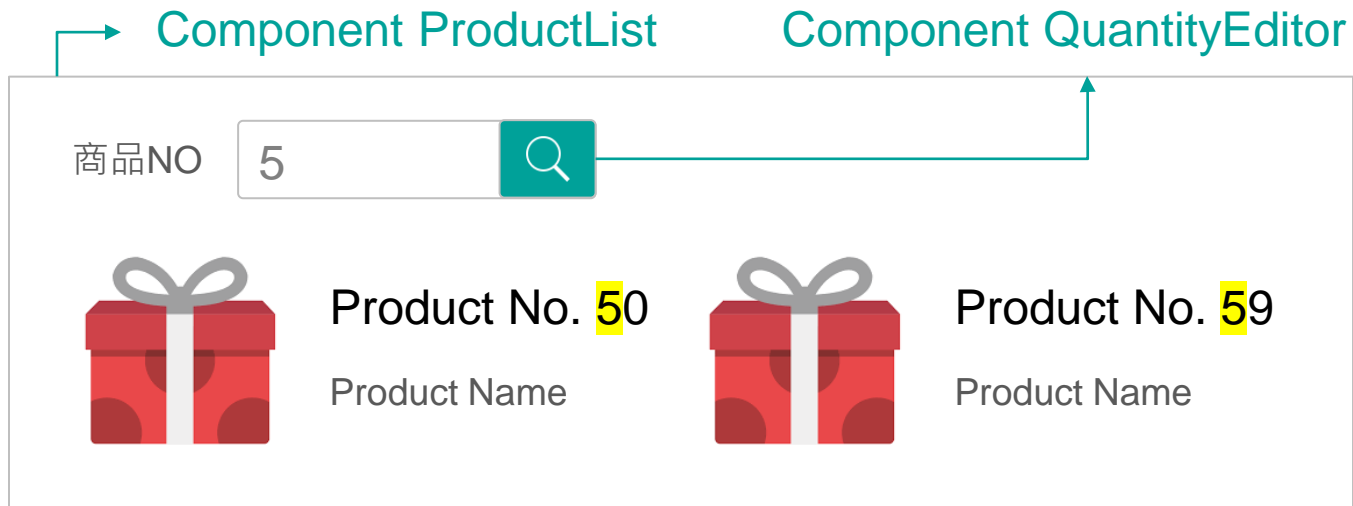 Component ProductList
Component QuantityEditor
商品NO
5
Product No. 50
Product No. 59
Product Name
Product Name